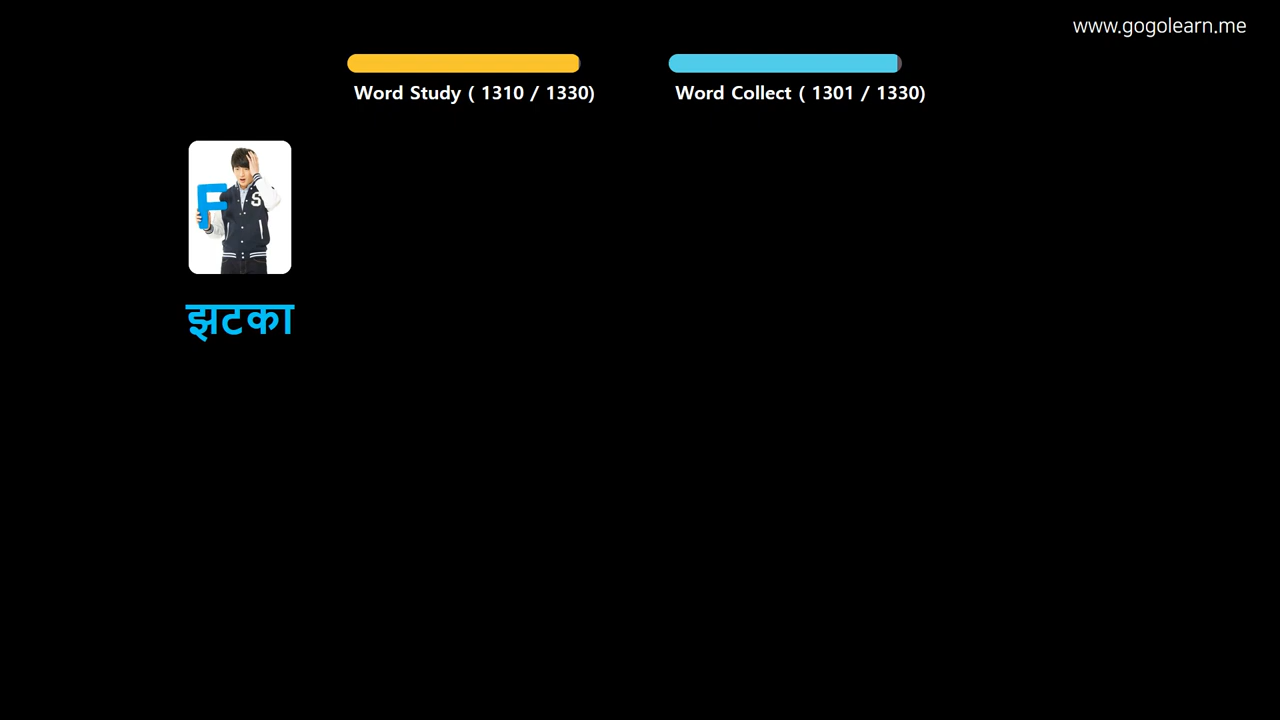 www.gogolearn.me
Word Study ( 1310 / 1330)
Word Collect ( 1301 / 1330)
F
S
झटका